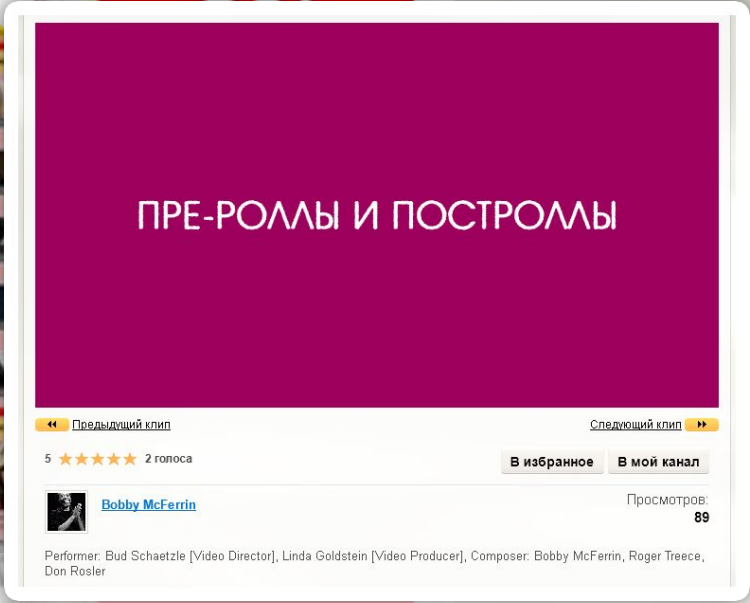 ПРЕ-РОЛЛЫ И ПОСТРОЛЛЫ
Предыдущий клип
Следующий клип
5 2 голоса
В избранное В мой канал
Bobby McFerrin
Просмотров:
89
Performer: Bud Schaetzle [Video Director], Linda Goldstein [Video Producer], Composer: Bobby McFerrin, Roger Treece,
Don Rosler